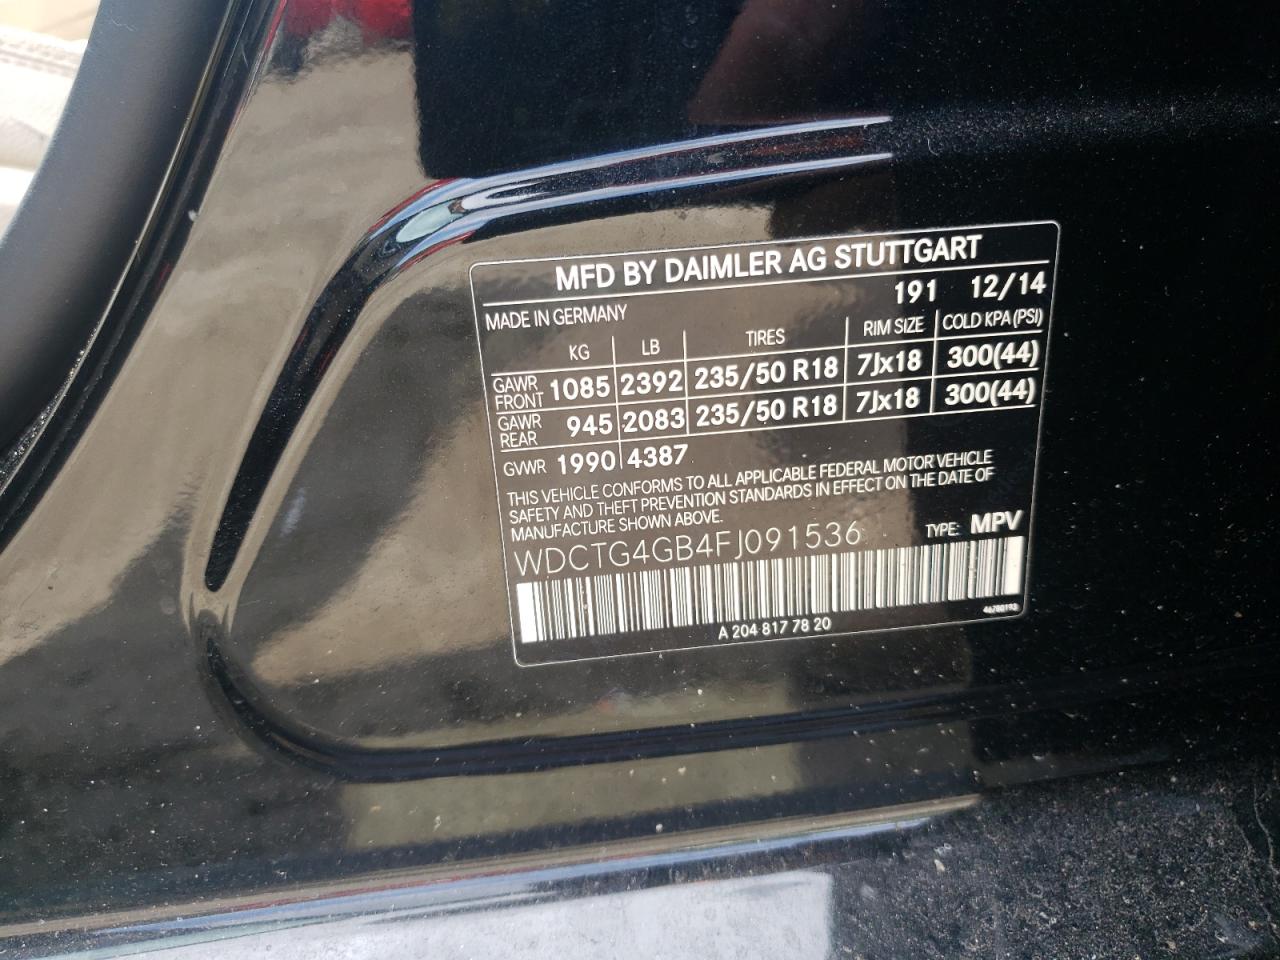 MFD BY DAIMLER AG STUTTGART
191 12/14
MADE IN GERMANY
KG LB TIRES RIM SIZE COLD KPA (PSI)
GAWR FRONT 1085 2392 235/50 R18 7Jx18 300(44)
GAWR REAR 945 2083 235/50 R18 7Jx18 300(44)
GVWR 1990 4387
THIS VEHICLE CONFORMS TO ALL APPLICABLE FEDERAL MOTOR VEHICLE
SAFETY AND THEFT PREVENTION STANDARDS IN EFFECT ON THE DATE OF
MANUFACTURE SHOWN ABOVE.
WDCTG4GB4FJ091536 TYPE: MPV
46780193
A 204 817 78 20